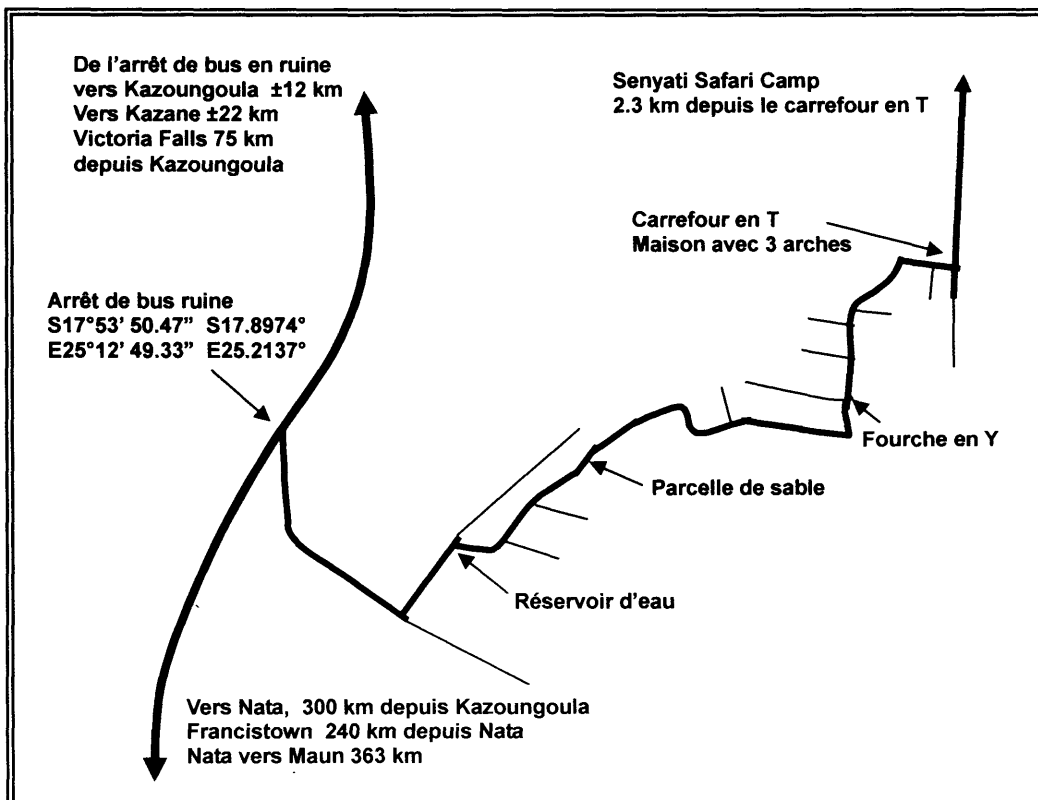 De l'arrêt de bus en ruine
vers Kazoungoula ±12 km
Vers Kazane ±22 km
Victoria Falls 75 km
depuis Kazoungoula
Senyati Safari Camp
2.3 km depuis le carrefour en T
Carrefour en T
Maison avec 3 arches
Arrêt de bus ruine
S17°53' 50.47" S17.8974°
E25°12' 49.33" E25.2137°
Fourche en Y
Parcelle de sable
Réservoir d'eau
Vers Nata, 300 km depuis Kazoungoula
Francistown 240 km depuis Nata
Nata vers Maun 363 km